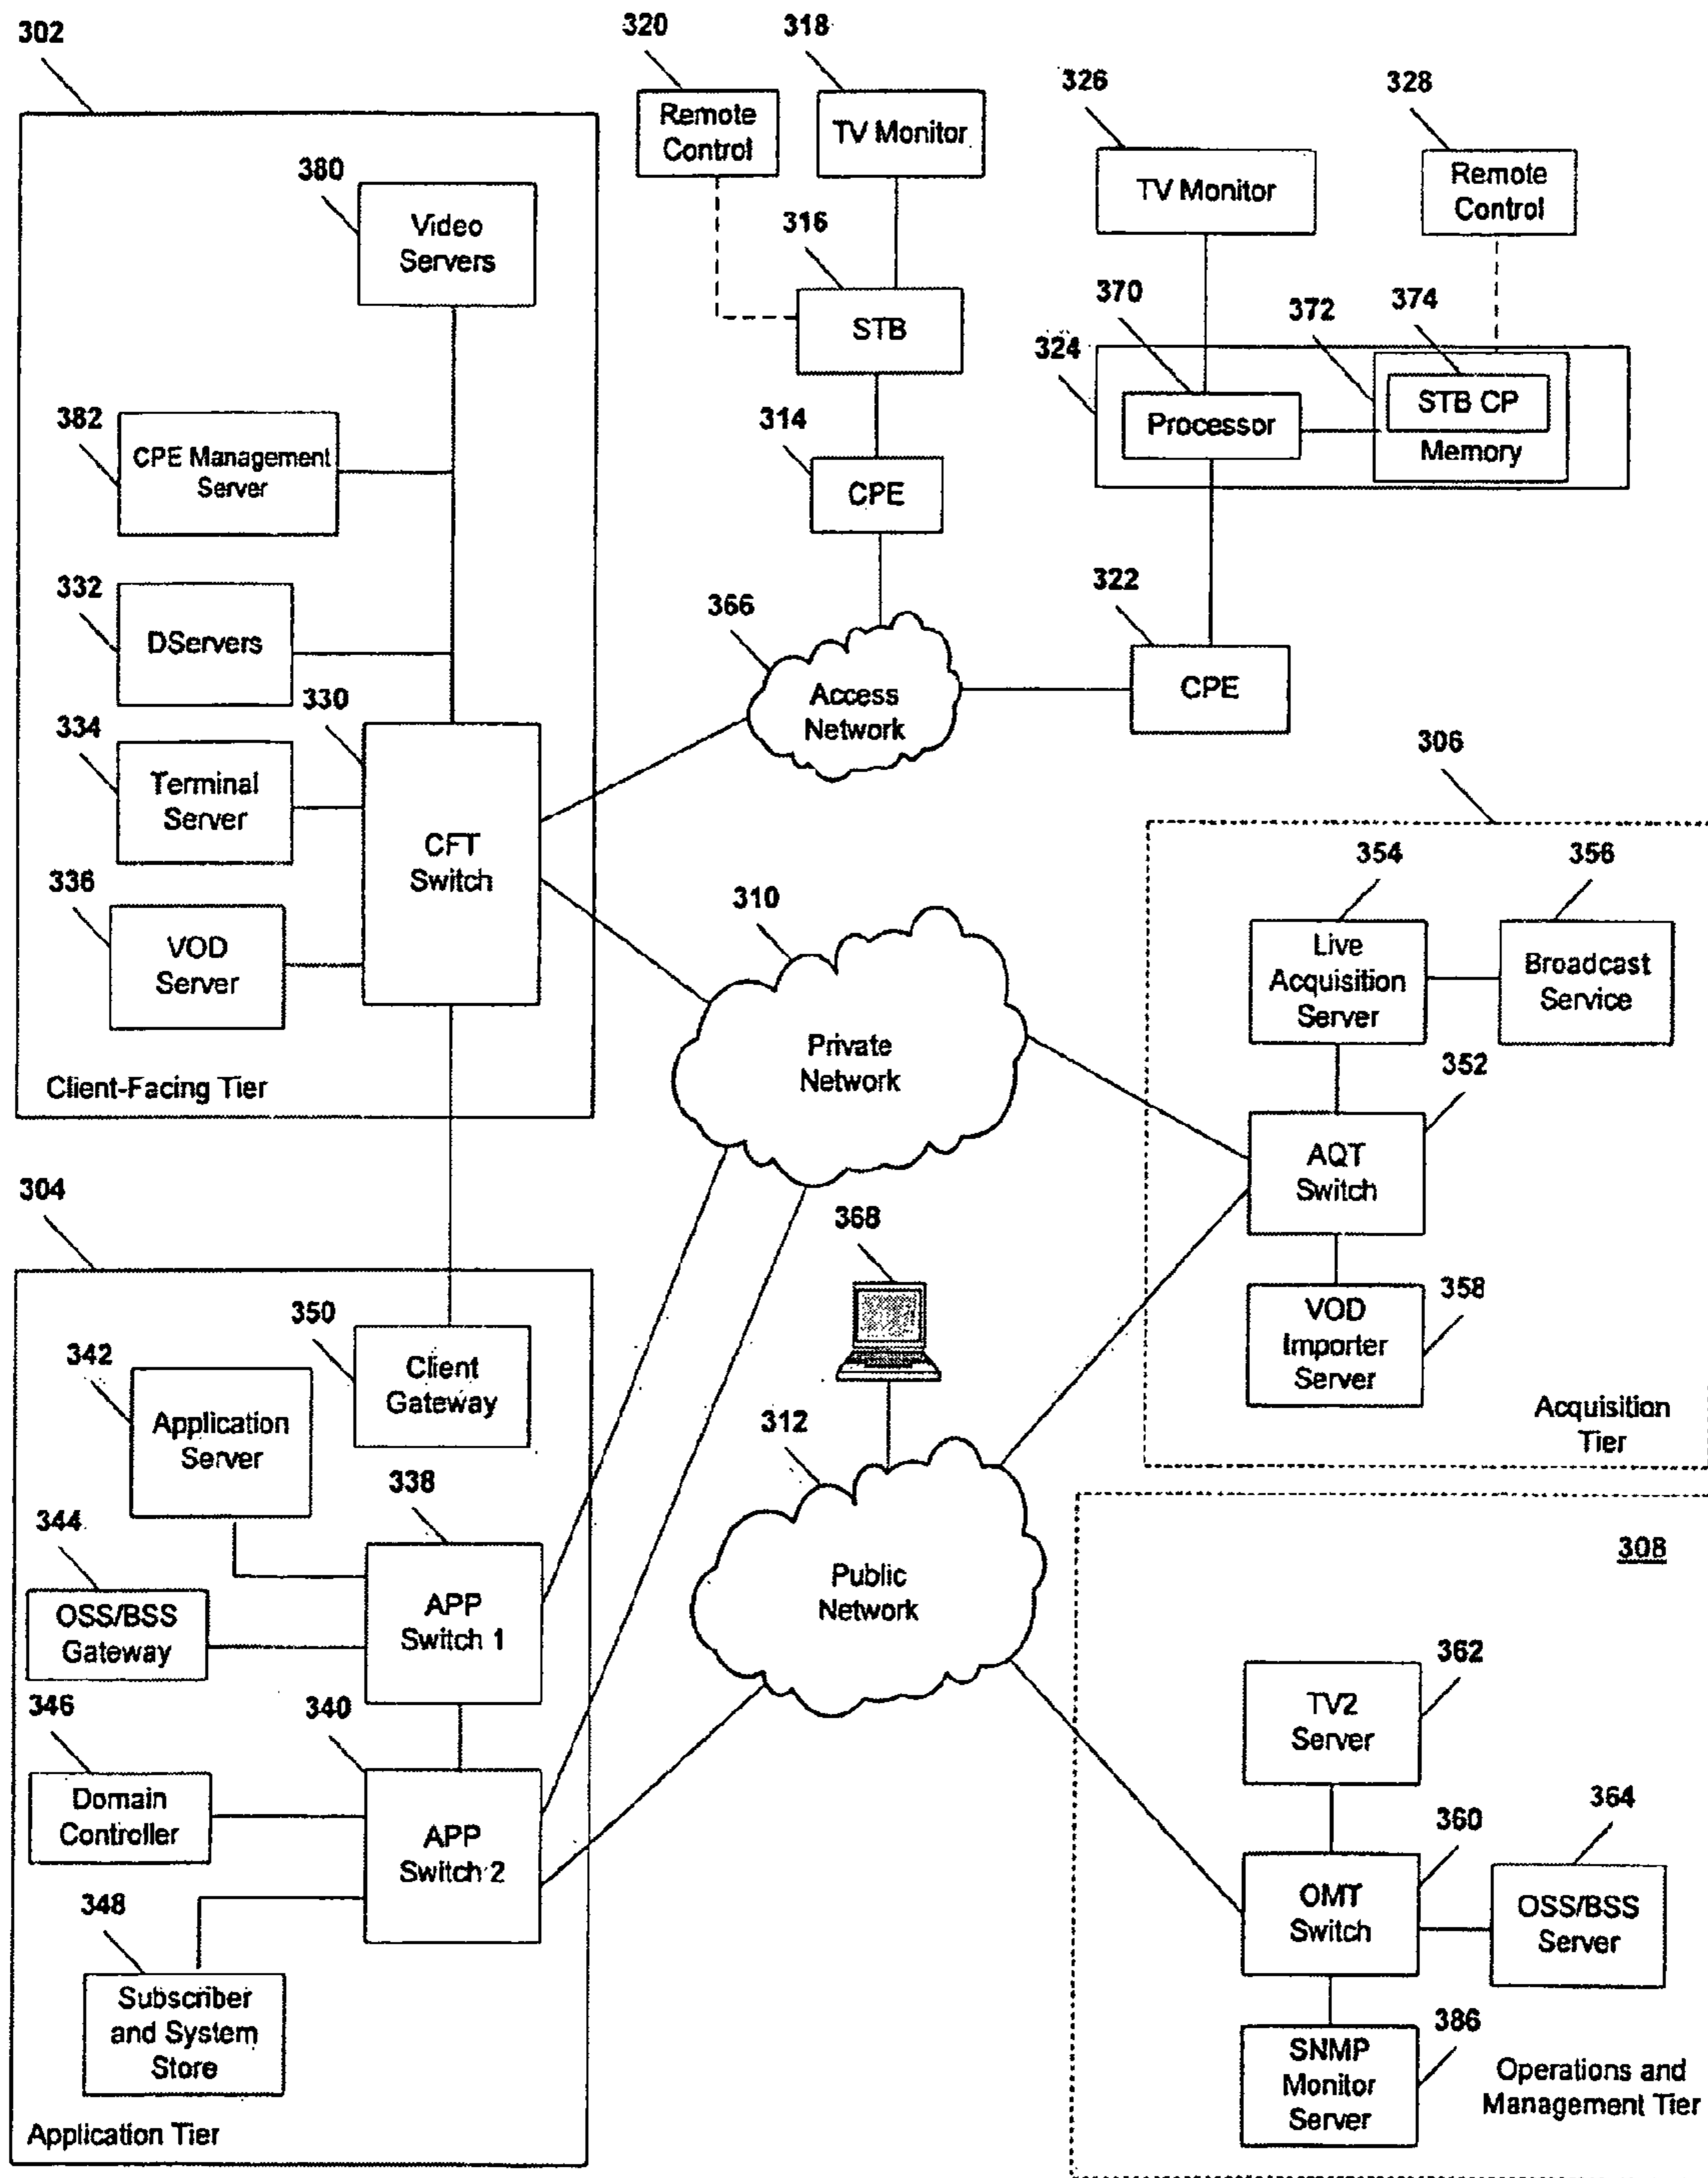 302
320
318
326
328
Remote
Control
TV Monitor
TV Monitor
Remote
Control
380
Video
Servers
316
STB
370
372
374
324
Processor
STB CP
Memory
382
CPE Management
Server
314
CPE
332
DServers
366
Access
Network
322
CPE
334
330
Terminal
Server
CFT
Switch
336
VOD
Server
Client-Facing Tier
310
Private
Network
306
354
356
Live
Acquisition
Server
Broadcast
Service
352
AQT
Switch
358
VOD
Importer
Server
Acquisition
Tier
304
368
350
Client
Gateway
342
Application
Server
312
Public
Network
338
344
OSS/BSS
Gateway
APP
Switch 1
346
340
Domain
Controller
APP
Switch 2
348
Subscriber
and System
Store
Application Tier
308
362
TV2
Server
364
360
OMT
Switch
OSS/BSS
Server
386
SNMP
Monitor
Server
Operations and
Management Tier